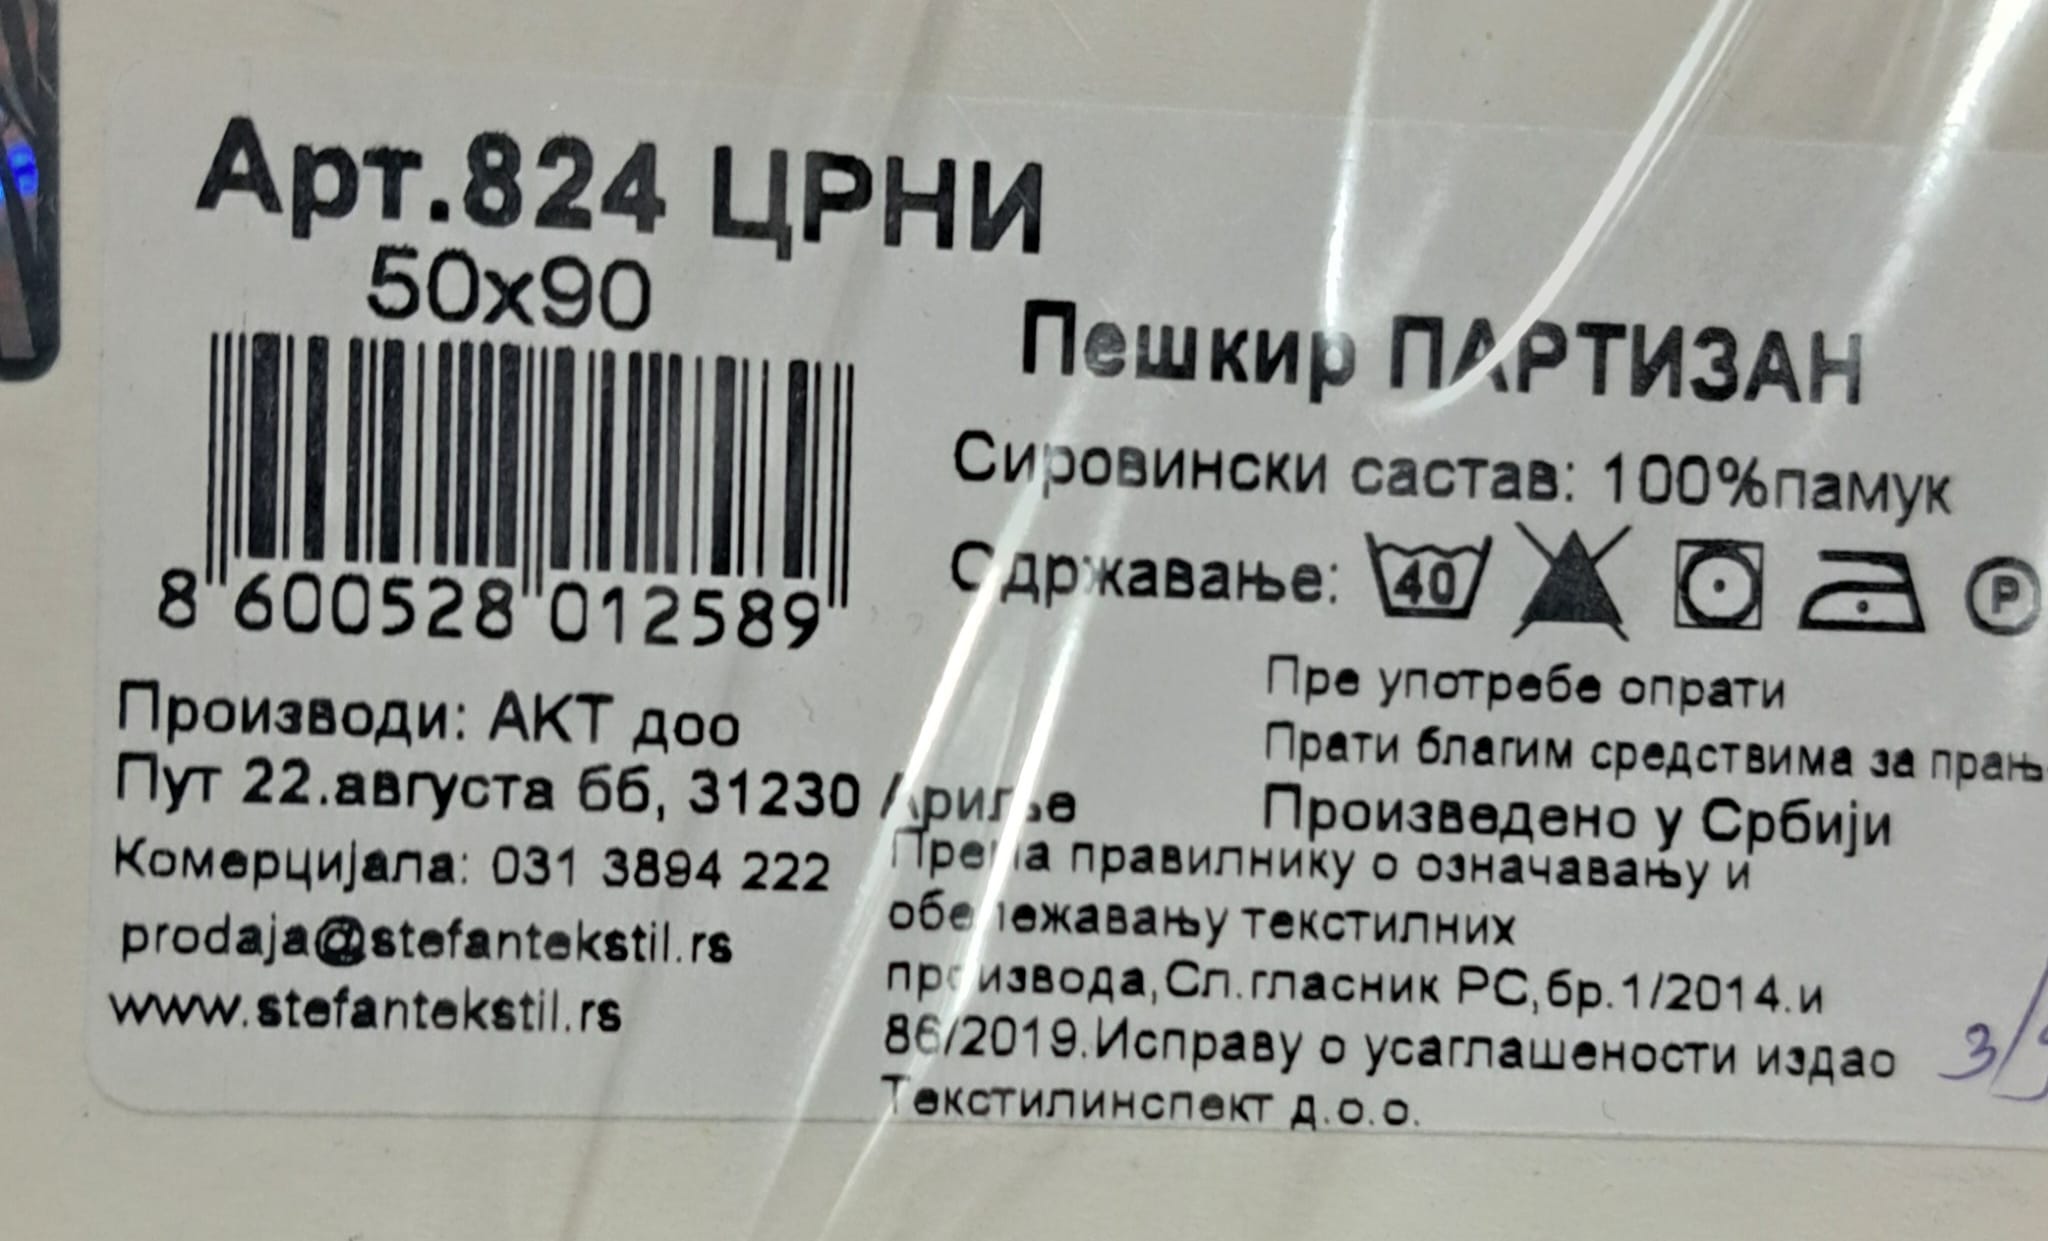 Арт.824 ЦРНИ
50x90
8 600528 012589
Производи: АКТ доо
Пут 22.августа бб, 31230 Ариље
Комерцијала: 031 3894 222
prodaja@stefantekstil.rs
www.stefantekstil.rs
Пешкир ПАРТИЗАН
Сировински састав: 100%памук
Одржавање: 40 P
Пре употребе опрати
Прати благим средствима за прањ
Произведено у Србији
Према правилнику о означавању и
обележавању текстилних
производа,Сл.гласник РС,бр.1/2014.и
86/2019.Исправу о усаглашености издао
Текстилинспект д.о.о.